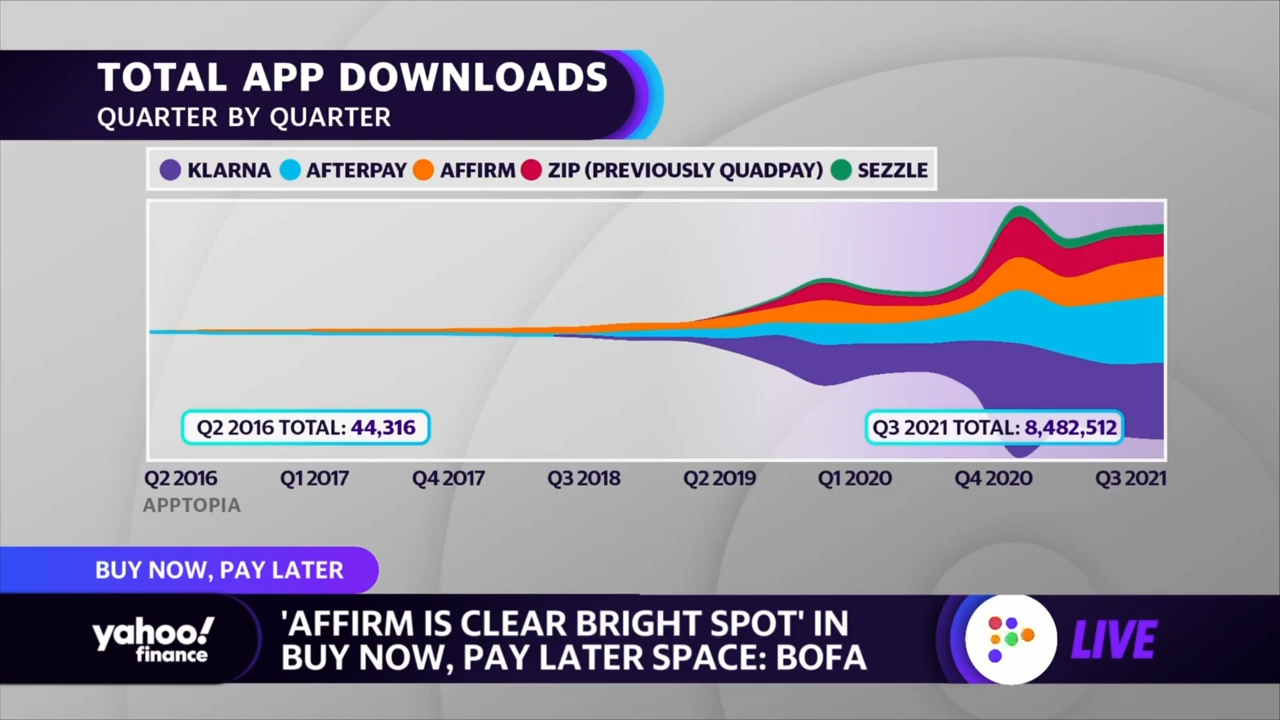 TOTAL APP DOWNLOADS
QUARTER BY QUARTER
KLARNA AFTERPAY AFFIRM ZIP (PREVIOUSLY QUADPAY) SEZZLE
Q2 2016 TOTAL: 44,316
Q3 2021 TOTAL: 8,482,512
Q2 2016 Q1 2017 Q4 2017 Q3 2018 Q2 2019 Q1 2020 Q4 2020 Q3 2021
APPTOPIA
BUY NOW, PAY LATER
yahoo!
finance
'AFFIRM IS CLEAR BRIGHT SPOT' IN
BUY NOW, PAY LATER SPACE: BOFA
LIVE